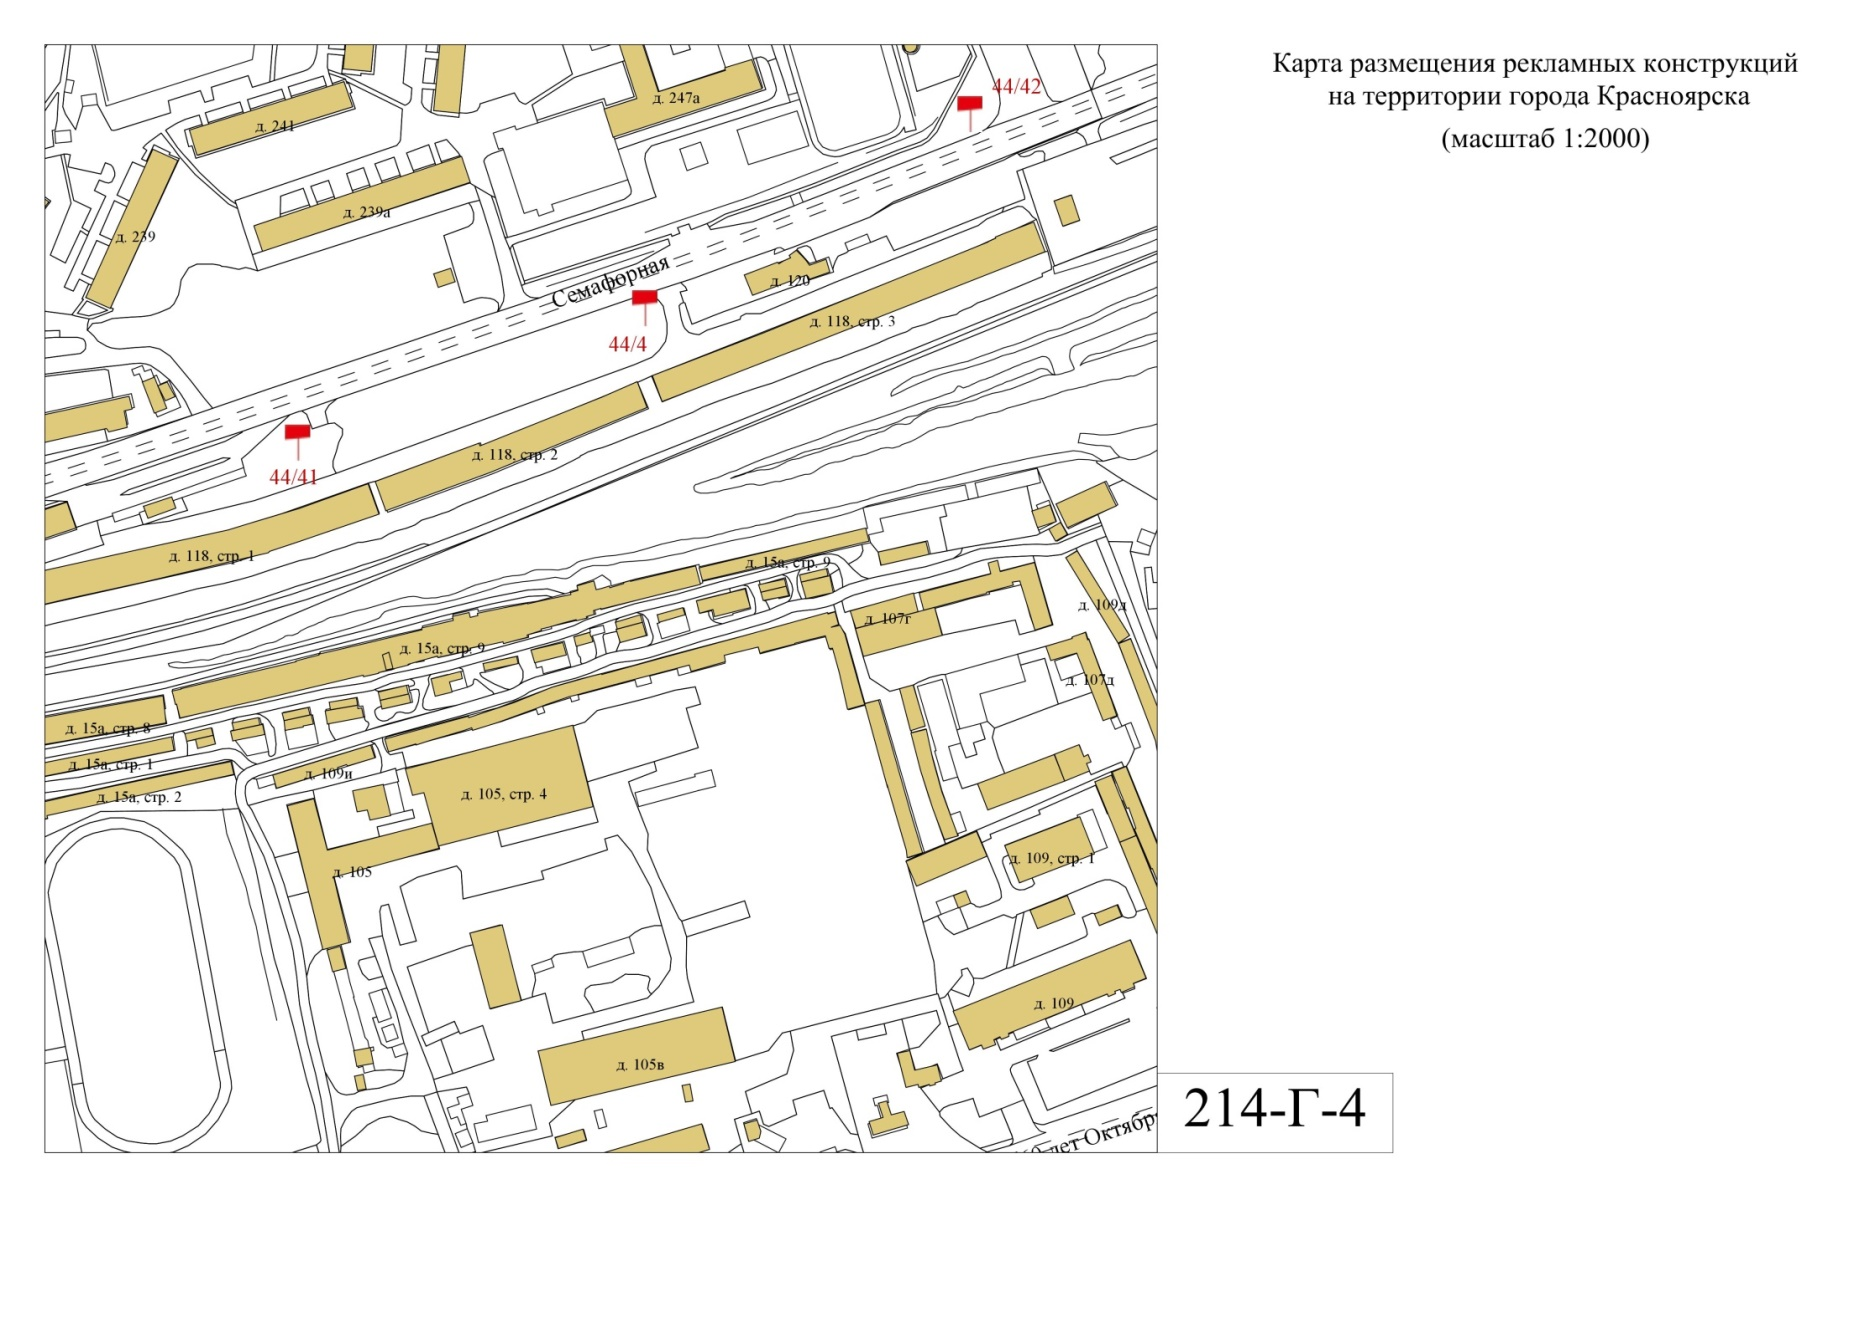 Карта размещения рекламных конструкций
на территории города Красноярска
(масштаб 1:2000)
44/42
д. 247а
д. 241
д. 239а
д. 239
Семафорная
д. 120
44/4
д. 118, стр. 3
44/41
д. 118, стр. 2
д. 118, стр. 1
д. 15а, стр. 9
д. 109д
д. 107г
д. 15а, стр. 9
д. 107д
д. 15а, стр. 8
д. 15а, стр. 1
д. 109и
д. 15а, стр. 2
д. 105, стр. 4
д. 109, стр. 1
д. 105
д. 109
д. 105в
214-Г-4
лет Октябр